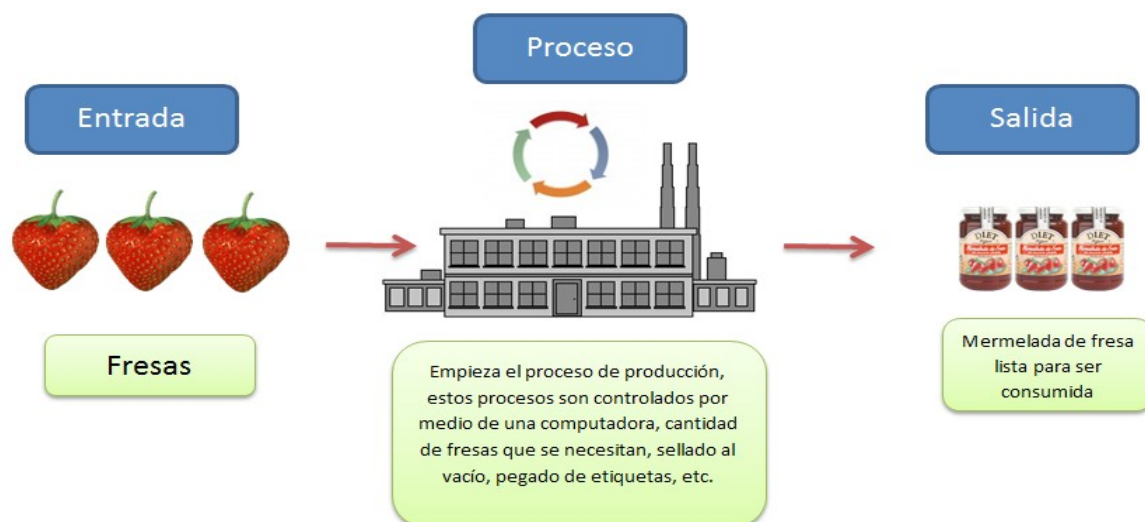 Proceso
Entrada
Salida
DIET
Fresas
Empieza el proceso de producción,
estos procesos son controlados por
medio de una computadora, cantidad
de fresas que se necesitan, sellado al
vacío, pegado de etiquetas, etc.
Mermelada de fresa
lista para ser
consumida